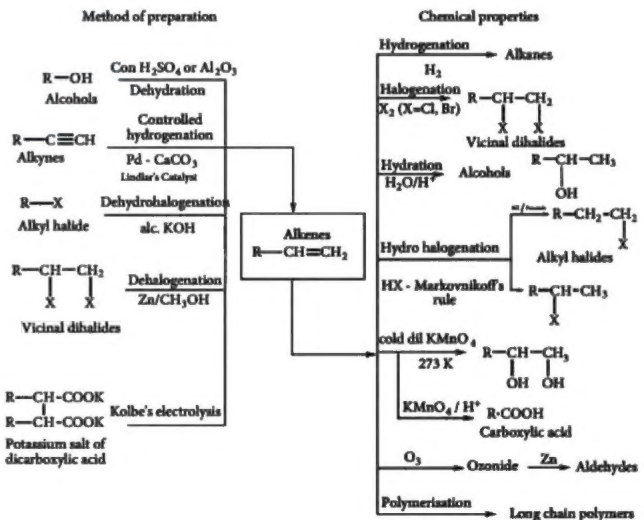 Method of preparation
Chemical properties
R—OH
Alcohols
Con H₂SO₄ or Al₂O₃
Dehydration
R—C≡CH
Alkynes
Controlled
hydrogenation
Pd - CaCO₃
Lindlar's Catalyst
R—X
Alkyl halide
Dehydrohalogenation
alc. KOH
R—CH—CH₂
X X
Vicinal dihalides
Dehalogenation
Zn/CH₃OH
R—CH—COOK
R—CH—COOK
Potassium salt of
dicarboxylic acid
Kolbe's electrolysis
Alkenes
R—CH=CH₂
Hydrogenation
H₂
Alkanes
Halogenation
X₂ (X=Cl, Br)
R—CH—CH₂
X X
Vicinal dihalides
Hydration
H₂O/H⁺
Alcohols
R—CH—CH₃
OH
Hydro halogenation
HX - Markovnikoff's
rule
R—CH₂—CH₂
X
Alkyl halides
R—CH—CH₃
X
cold dil KMnO₄
273 K
R—CH—CH₃
OH OH
KMnO₄ / H⁺
R·COOH
Carboxylic acid
O₃
Ozonide
Zn
Aldehydes
Polymerisation
Long chain polymers